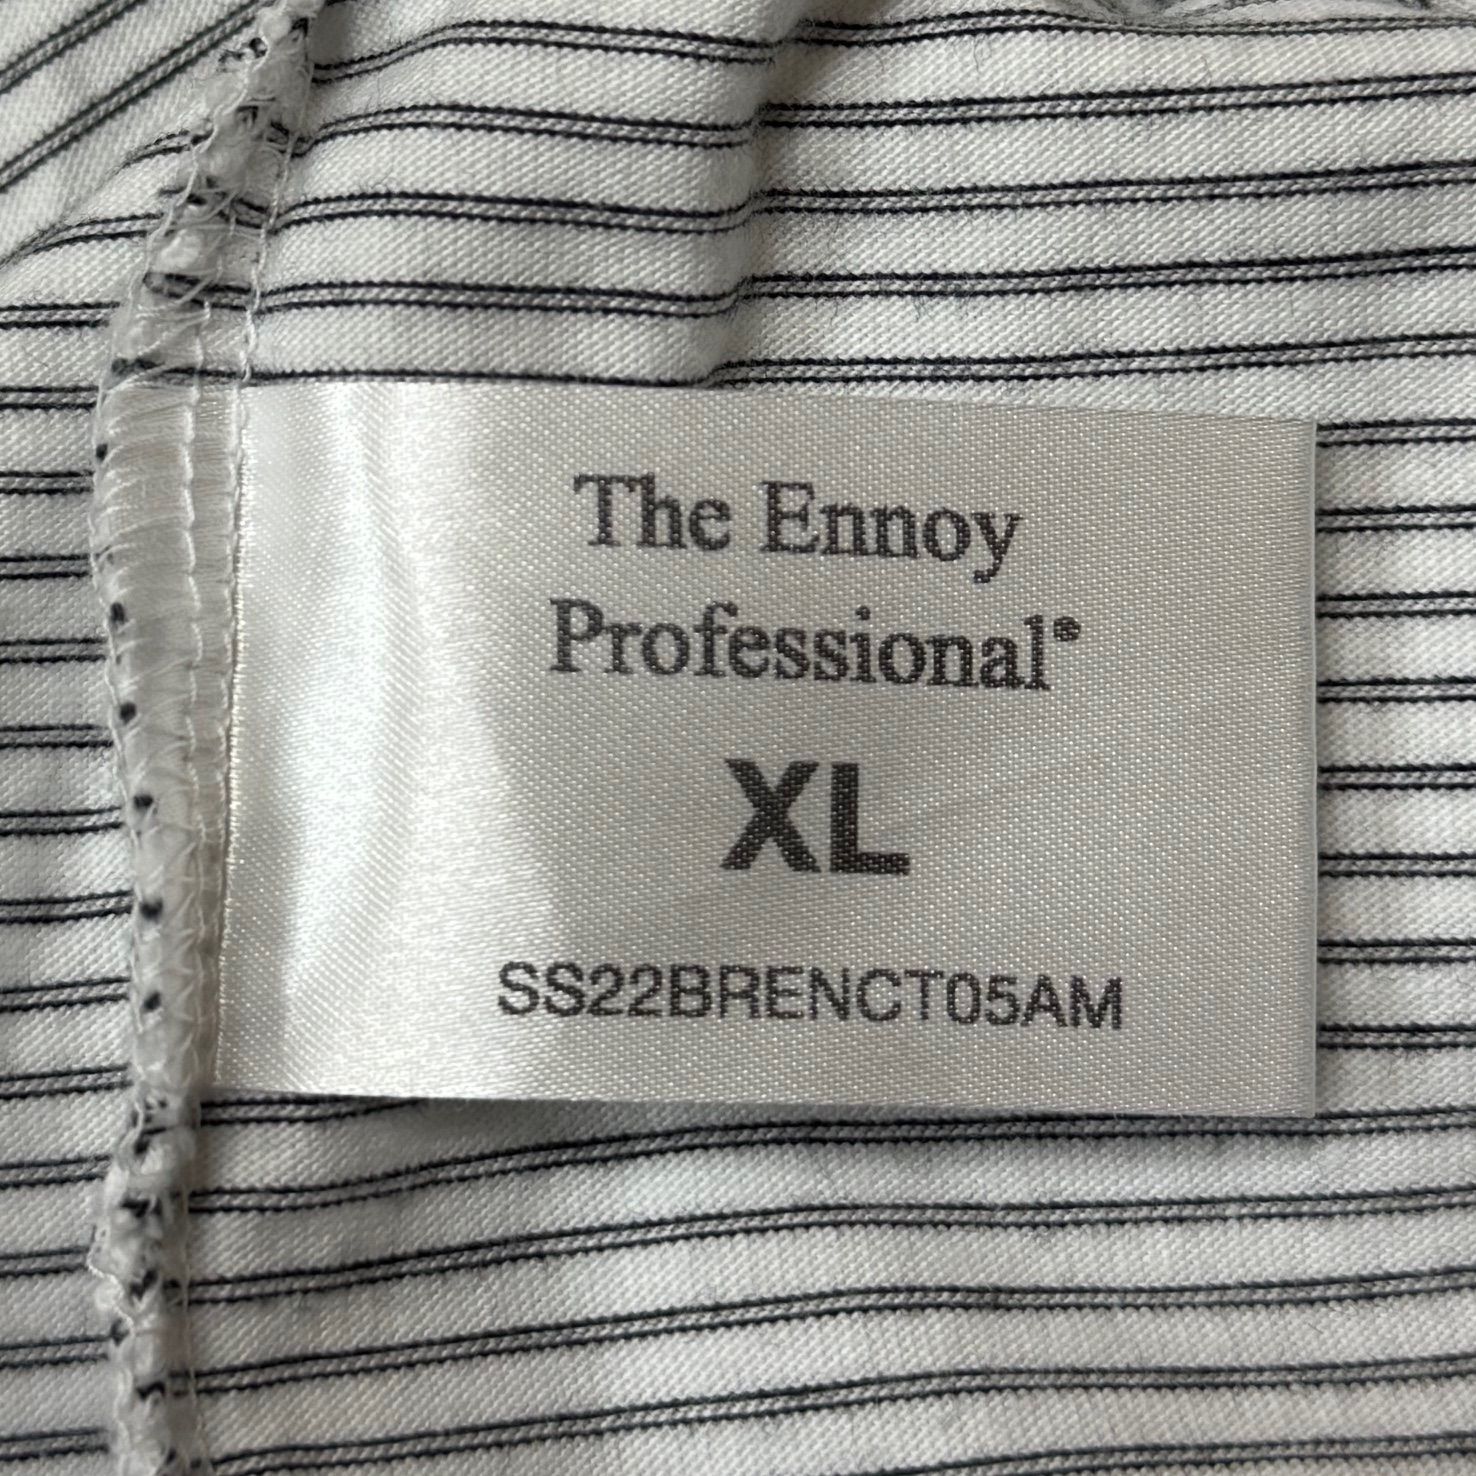 The Ennoy
Professional®
XL
SS22BRENCT05AM